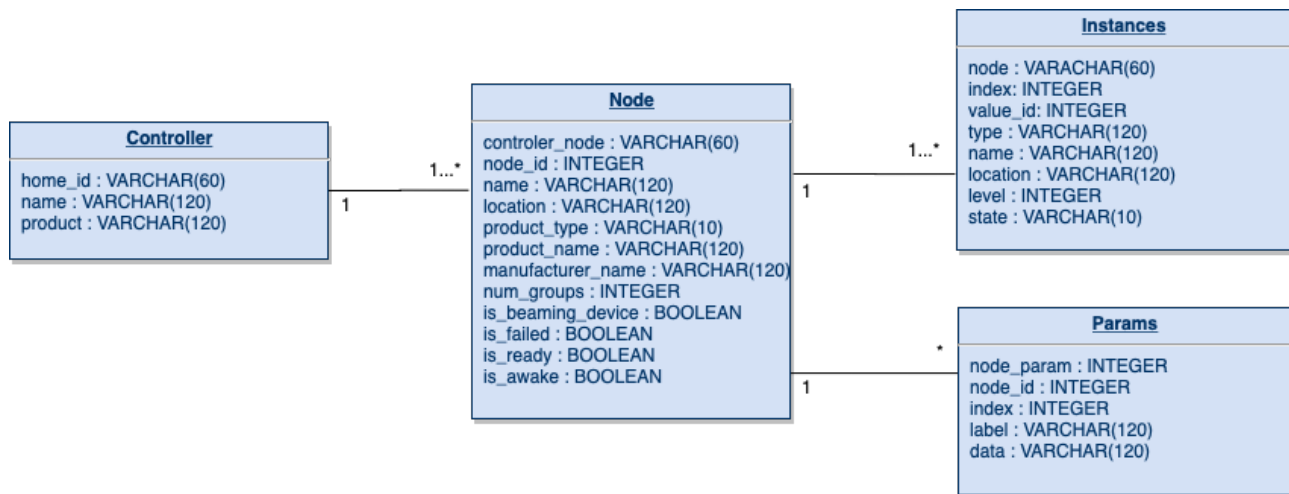 Controller
home_id : VARCHAR(60)
name : VARCHAR(120)
product : VARCHAR(120)
1...*
1
Node
controler_node : VARCHAR(60)
node_id : INTEGER
name : VARCHAR(120)
location : VARCHAR(120)
product_type : VARCHAR(10)
product_name : VARCHAR(120)
manufacturer_name : VARCHAR(120)
num_groups : INTEGER
is_beaming_device : BOOLEAN
is_failed : BOOLEAN
is_ready : BOOLEAN
is_awake : BOOLEAN
1...*
1
Instances
node : VARACHAR(60)
index: INTEGER
value_id: INTEGER
type : VARCHAR(120)
name : VARCHAR(120)
location : VARCHAR(120)
level : INTEGER
state : VARCHAR(10)
*
1
Params
node_param : INTEGER
node_id : INTEGER
index : INTEGER
label : VARCHAR(120)
data : VARCHAR(120)